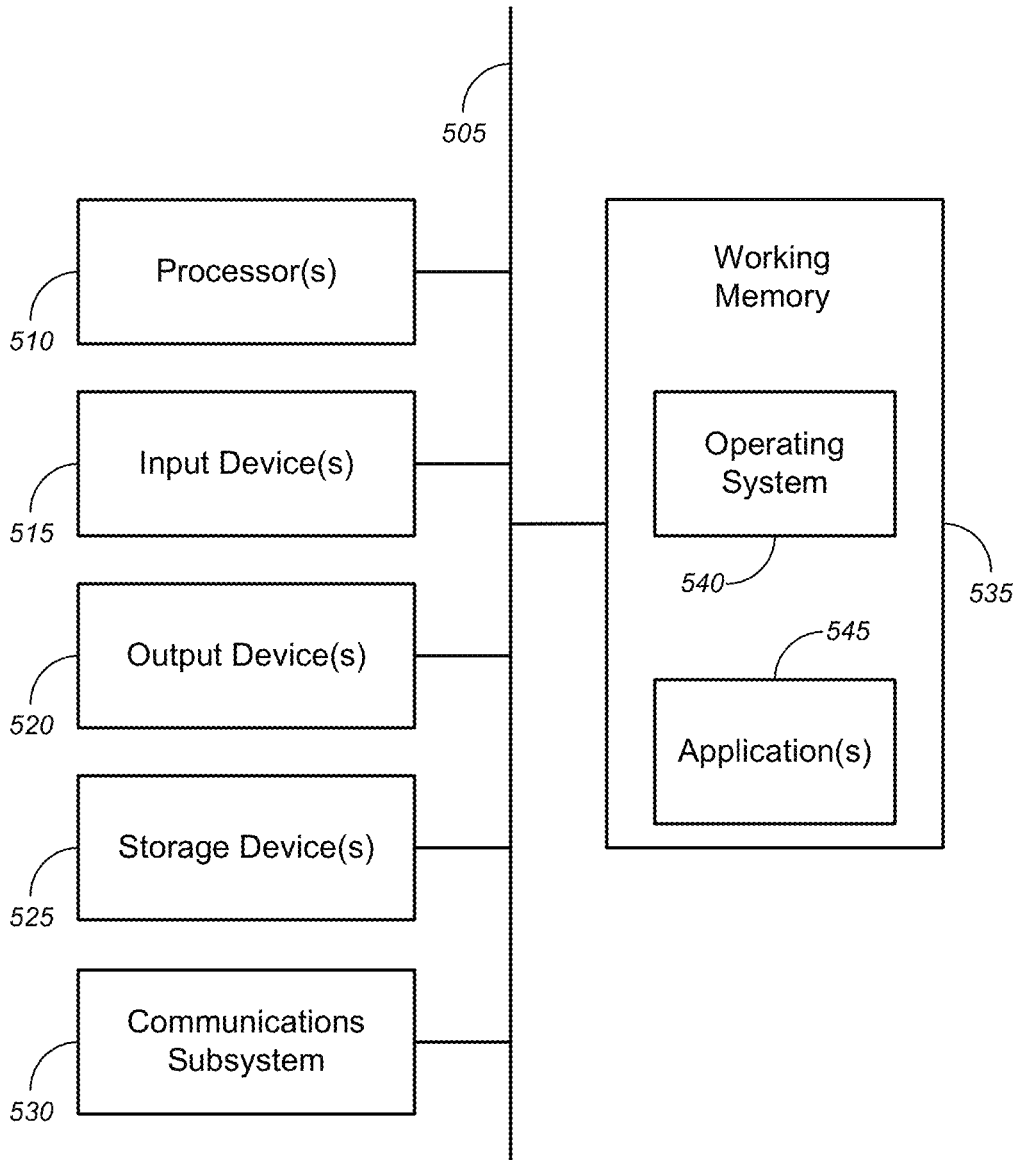 505
Processor(s)
510
Input Device(s)
515
Output Device(s)
520
Storage Device(s)
525
Communications
Subsystem
530
Working
Memory
Operating
System
540
535
545
Application(s)